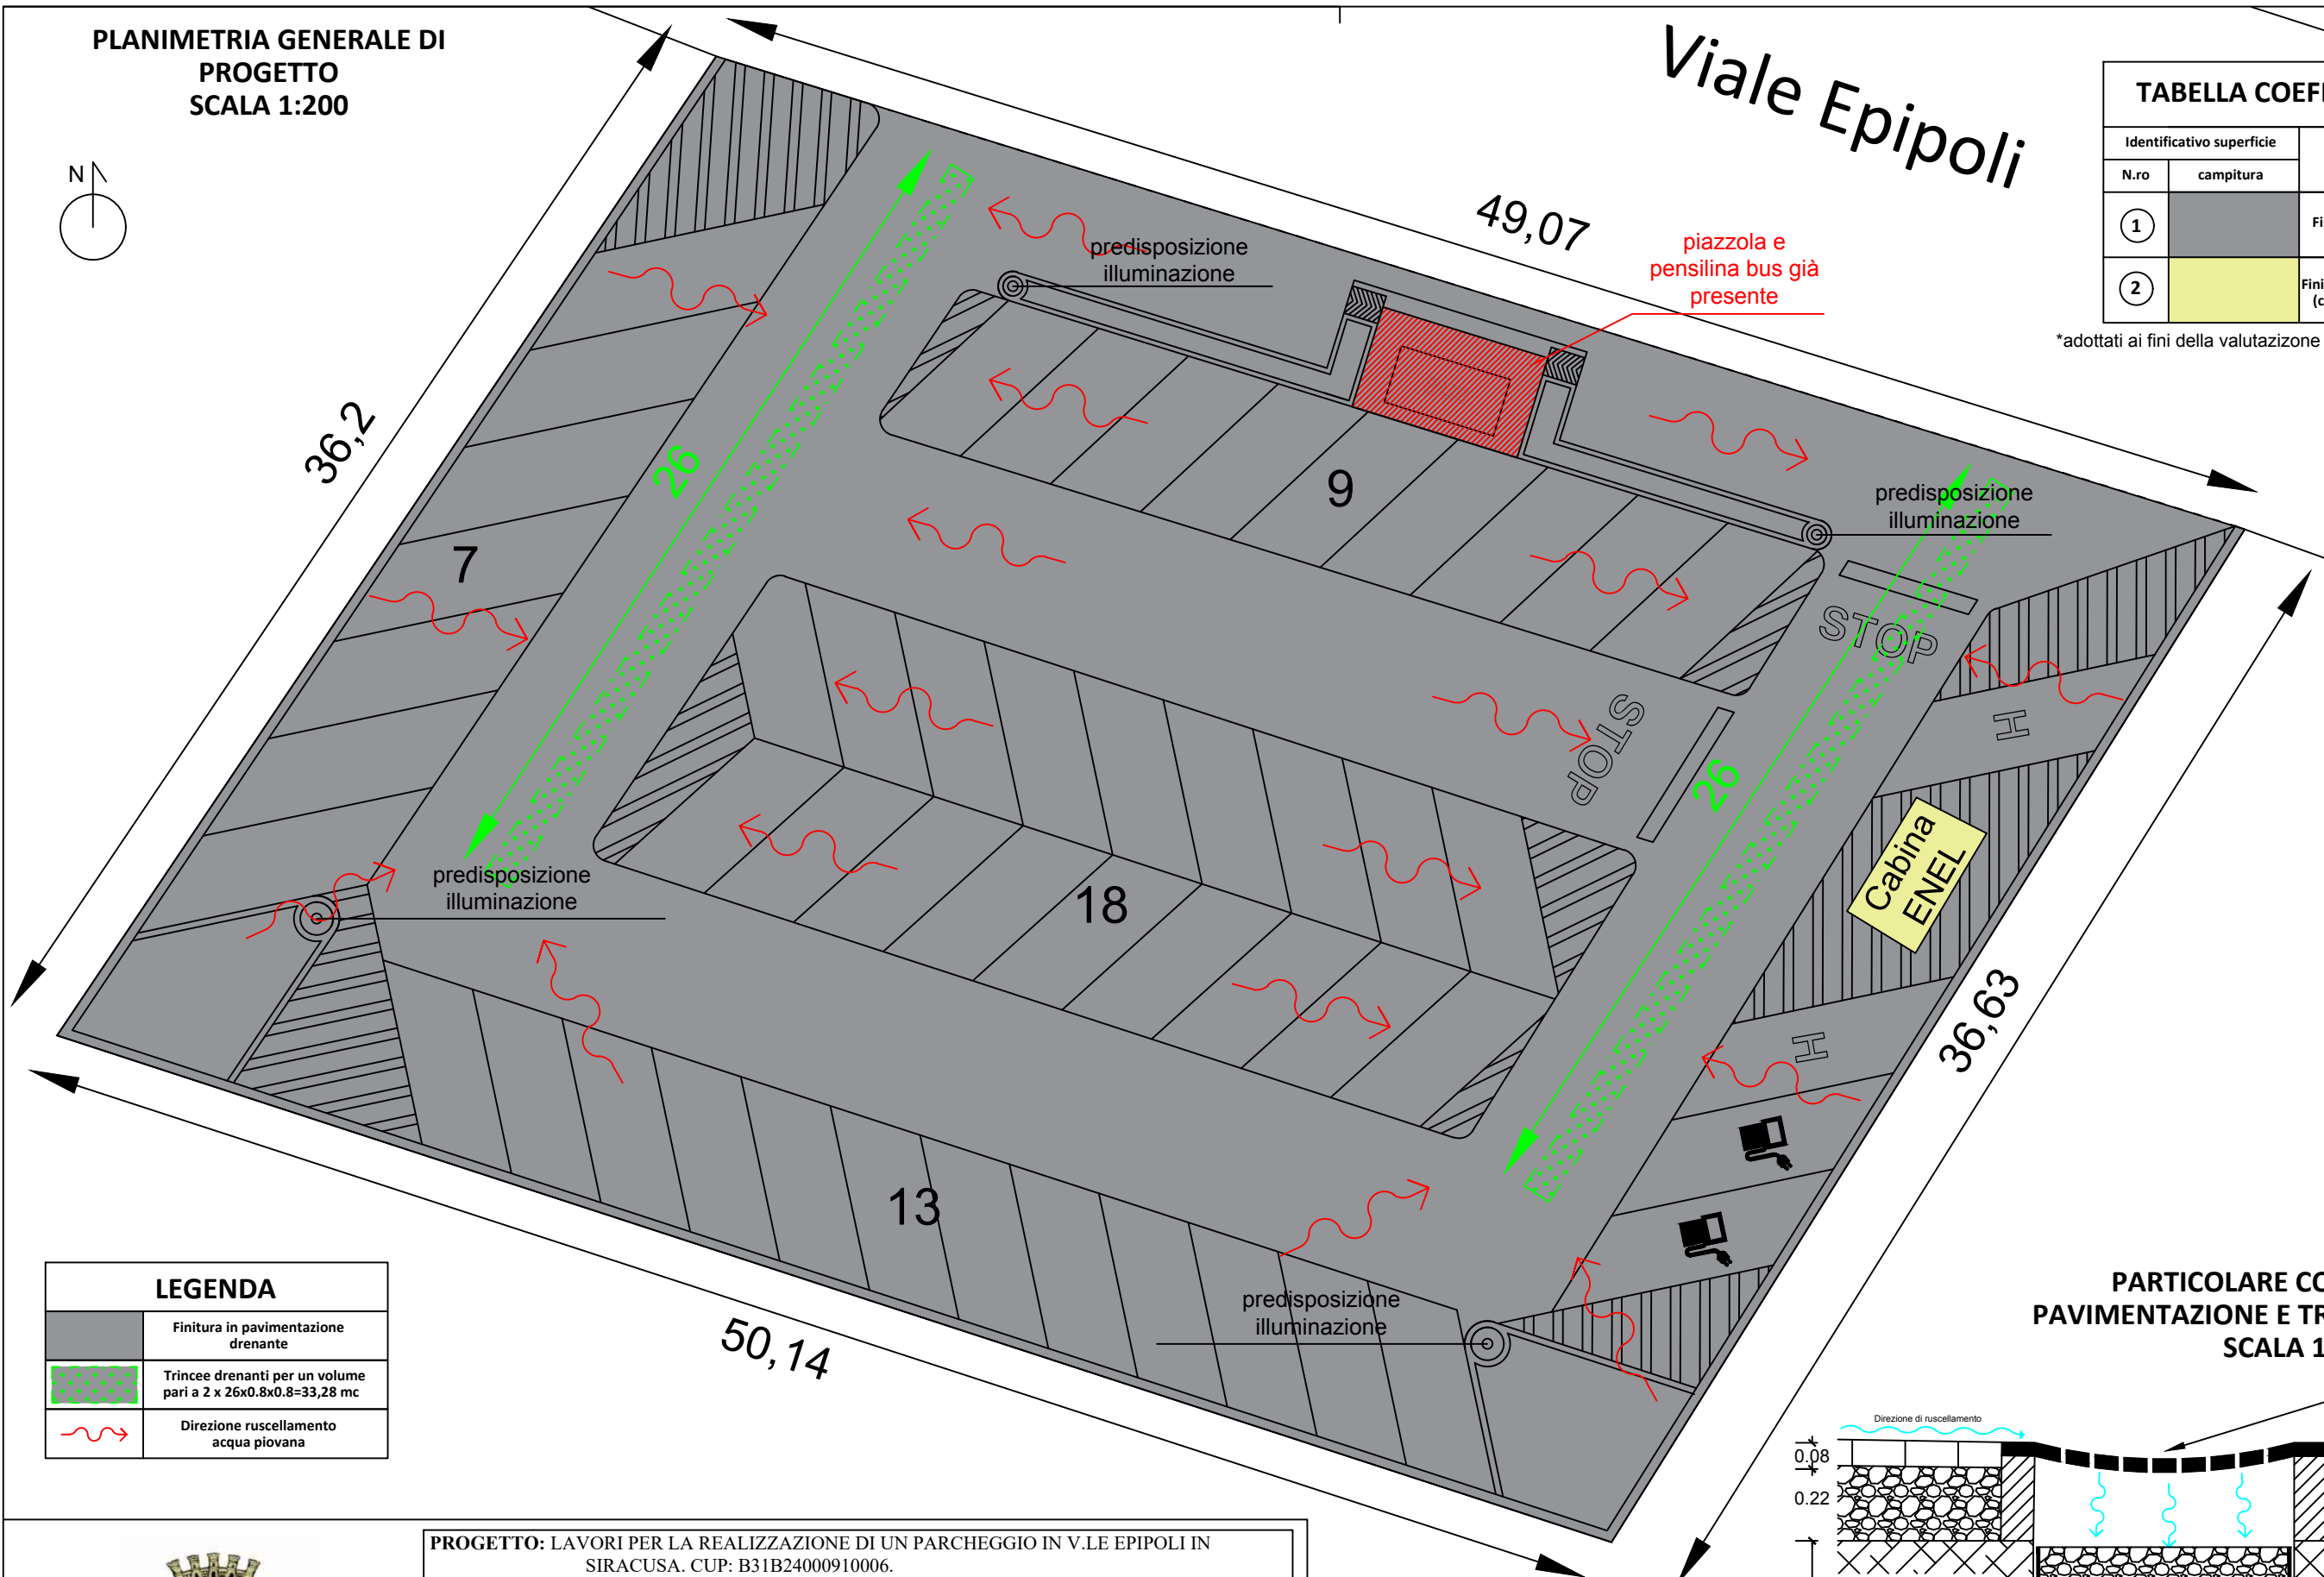 PLANIMETRIA GENERALE DI
PROGETTO
SCALA 1:200
N
Viale Epipoli
49,07
36,2
36,63
50,14
predisposizione
illuminazione
piazzola e
pensilina bus già
presente
predisposizione
illuminazione
26
9
7
STOP
STOP
H
26
Cabina
ENEL
predisposizione
illuminazione
18
H
13
predisposizione
illuminazione
TABELLA COEF
Identificativo superficie
N.ro
campitura
1
Fi
2
Fini
(c
*adottati ai fini della valutazizone
LEGENDA
Finitura in pavimentazione
drenante
Trincee drenanti per un volume
pari a 2 x 26x0.8x0.8=33,28 mc
Direzione ruscellamento
acqua piovana
PARTICOLARE CO
PAVIMENTAZIONE E TR
SCALA 1
Direzione di ruscellamento
0.08
0.22
PROGETTO: LAVORI PER LA REALIZZAZIONE DI UN PARCHEGGIO IN V.LE EPIPOLI IN
SIRACUSA. CUP: B31B24000910006.